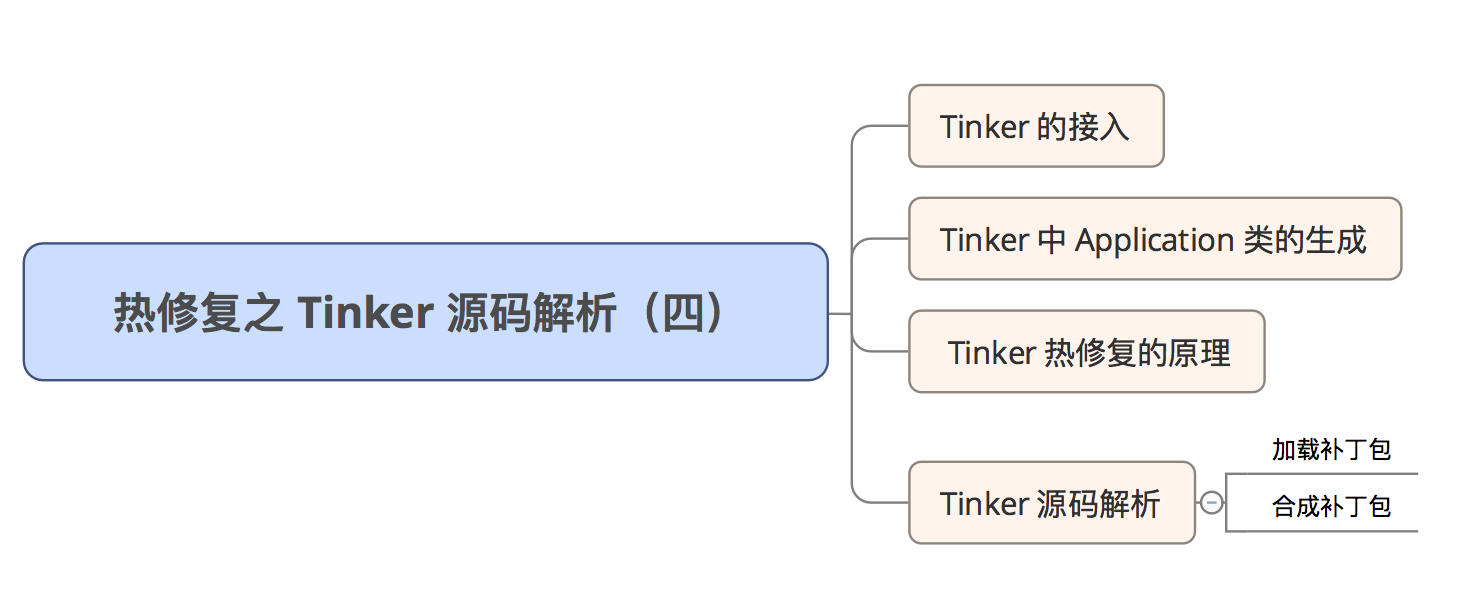 热修复之 Tinker 源码解析（四）
Tinker 的接入
Tinker 中 Application 类的生成
Tinker 热修复的原理
Tinker 源码解析
加载补丁包
合成补丁包